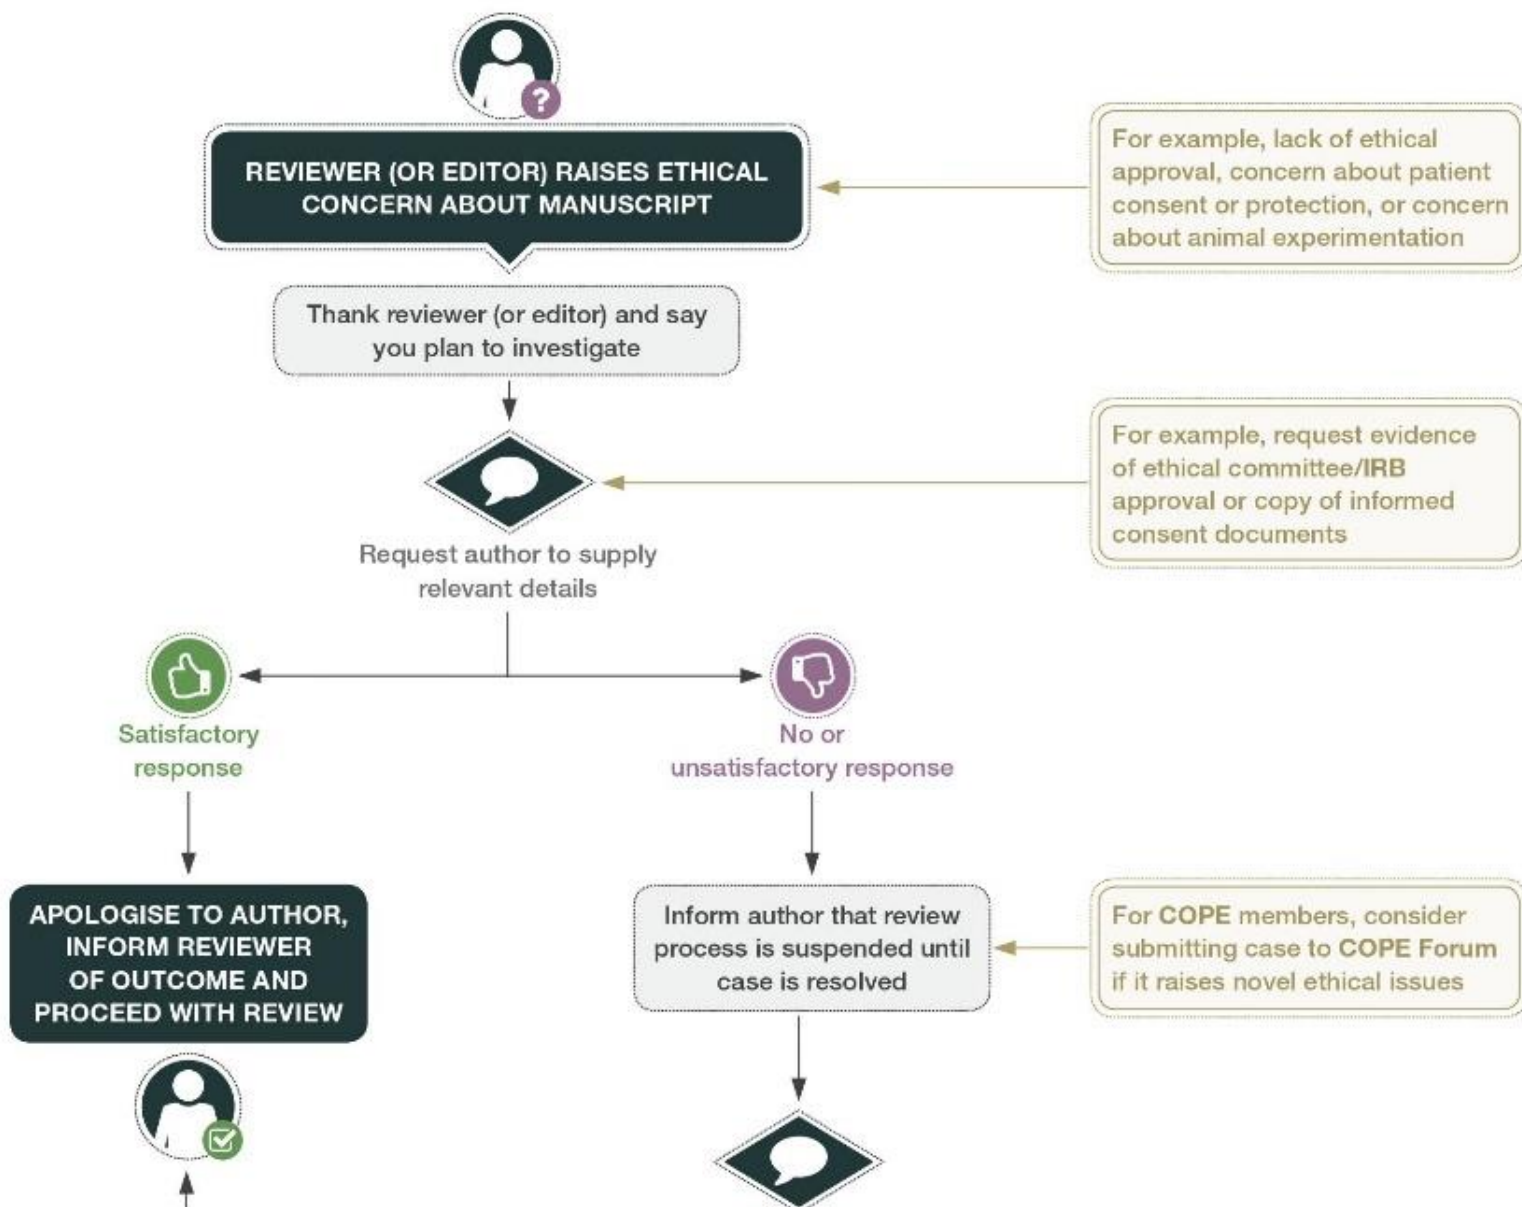 REVIEWER (OR EDITOR) RAISES ETHICAL
CONCERN ABOUT MANUSCRIPT
For example, lack of ethical
approval, concern about patient
consent or protection, or concern
about animal experimentation
Thank reviewer (or editor) and say
you plan to investigate
For example, request evidence
of ethical committee/IRB
approval or copy of informed
consent documents
Request author to supply
relevant details
Satisfactory
response
No or
unsatisfactory response
APOLOGISE TO AUTHOR,
INFORM REVIEWER
OF OUTCOME AND
PROCEED WITH REVIEW
Inform author that review
process is suspended until
case is resolved
For COPE members, consider
submitting case to COPE Forum
if it raises novel ethical issues